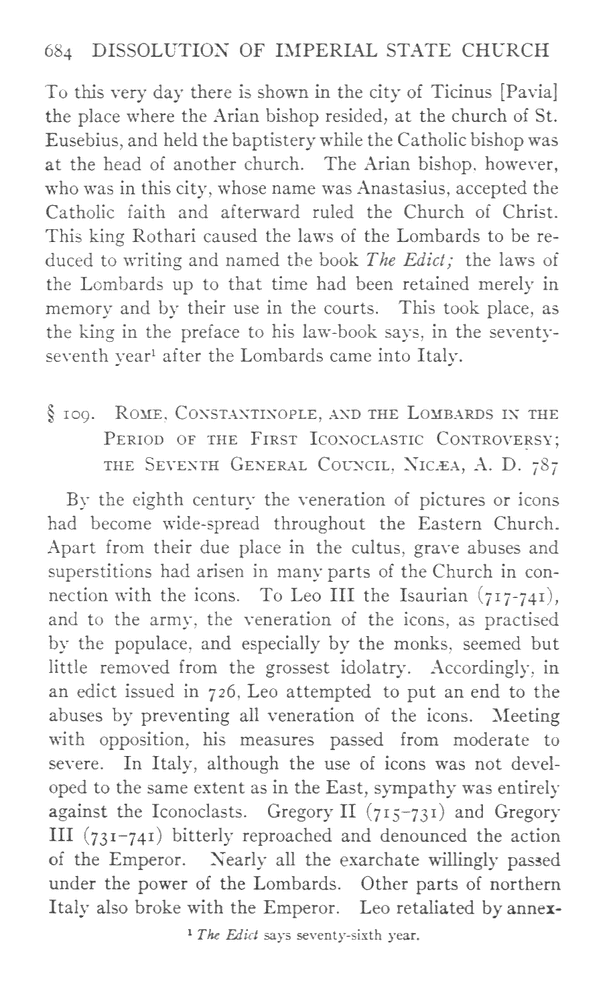 684 DISSOLUTION OF IMPERIAL STATE CHURCH
To this very day there is shown in the city of Ticinus [Pavia]
the place where the Arian bishop resided, at the church of St.
Eusebius, and held the baptistery while the Catholic bishop was
at the head of another church. The Arian bishop, however,
who was in this city, whose name was Anastasius, accepted the
Catholic faith and afterward ruled the Church of Christ.
This king Rothari caused the laws of the Lombards to be re-
duced to writing and named the book The Edict; the laws of
the Lombards up to that time had been retained merely in
memory and by their use in the courts. This took place, as
the king in the preface to his law-book says, in the seventy-
seventh year¹ after the Lombards came into Italy.
§ 109. ROME, CONSTANTINOPLE, AND THE LOMBARDS IN THE
PERIOD OF THE FIRST ICONOCLASTIC CONTROVERSY;
THE SEVENTH GENERAL COUNCIL, NICÆA, A. D. 787
By the eighth century the veneration of pictures or icons
had become wide-spread throughout the Eastern Church.
Apart from their due place in the cultus, grave abuses and
superstitions had arisen in many parts of the Church in con-
nection with the icons. To Leo III the Isaurian (717-741),
and to the army, the veneration of the icons, as practised
by the populace, and especially by the monks, seemed but
little removed from the grossest idolatry. Accordingly, in
an edict issued in 726, Leo attempted to put an end to the
abuses by preventing all veneration of the icons. Meeting
with opposition, his measures passed from moderate to
severe. In Italy, although the use of icons was not devel-
oped to the same extent as in the East, sympathy was entirely
against the Iconoclasts. Gregory II (715–731) and Gregory
III (731–741) bitterly reproached and denounced the action
of the Emperor. Nearly all the exarchate willingly passed
under the power of the Lombards. Other parts of northern
Italy also broke with the Emperor. Leo retaliated by annex-
¹ The Edict says seventy-sixth year.